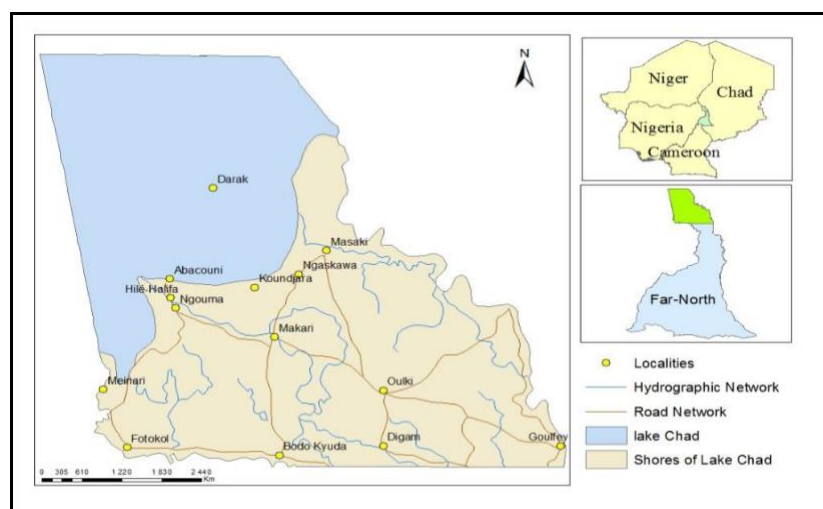 N
Niger
Chad
Nigeria
Cameroon
Darak
Masaki
Abacouni
Ngaskawa
Koundjara
Hilé-Halifa
Ngouma
Makari
Far-North
Meinari
Oulki
Fotokol
Bodo Kyuda
Digam
Goulfey
0 305 610 1 220 1 830 2 440
Km
Localities
Hydrographic Network
Road Network
lake Chad
Shores of Lake Chad